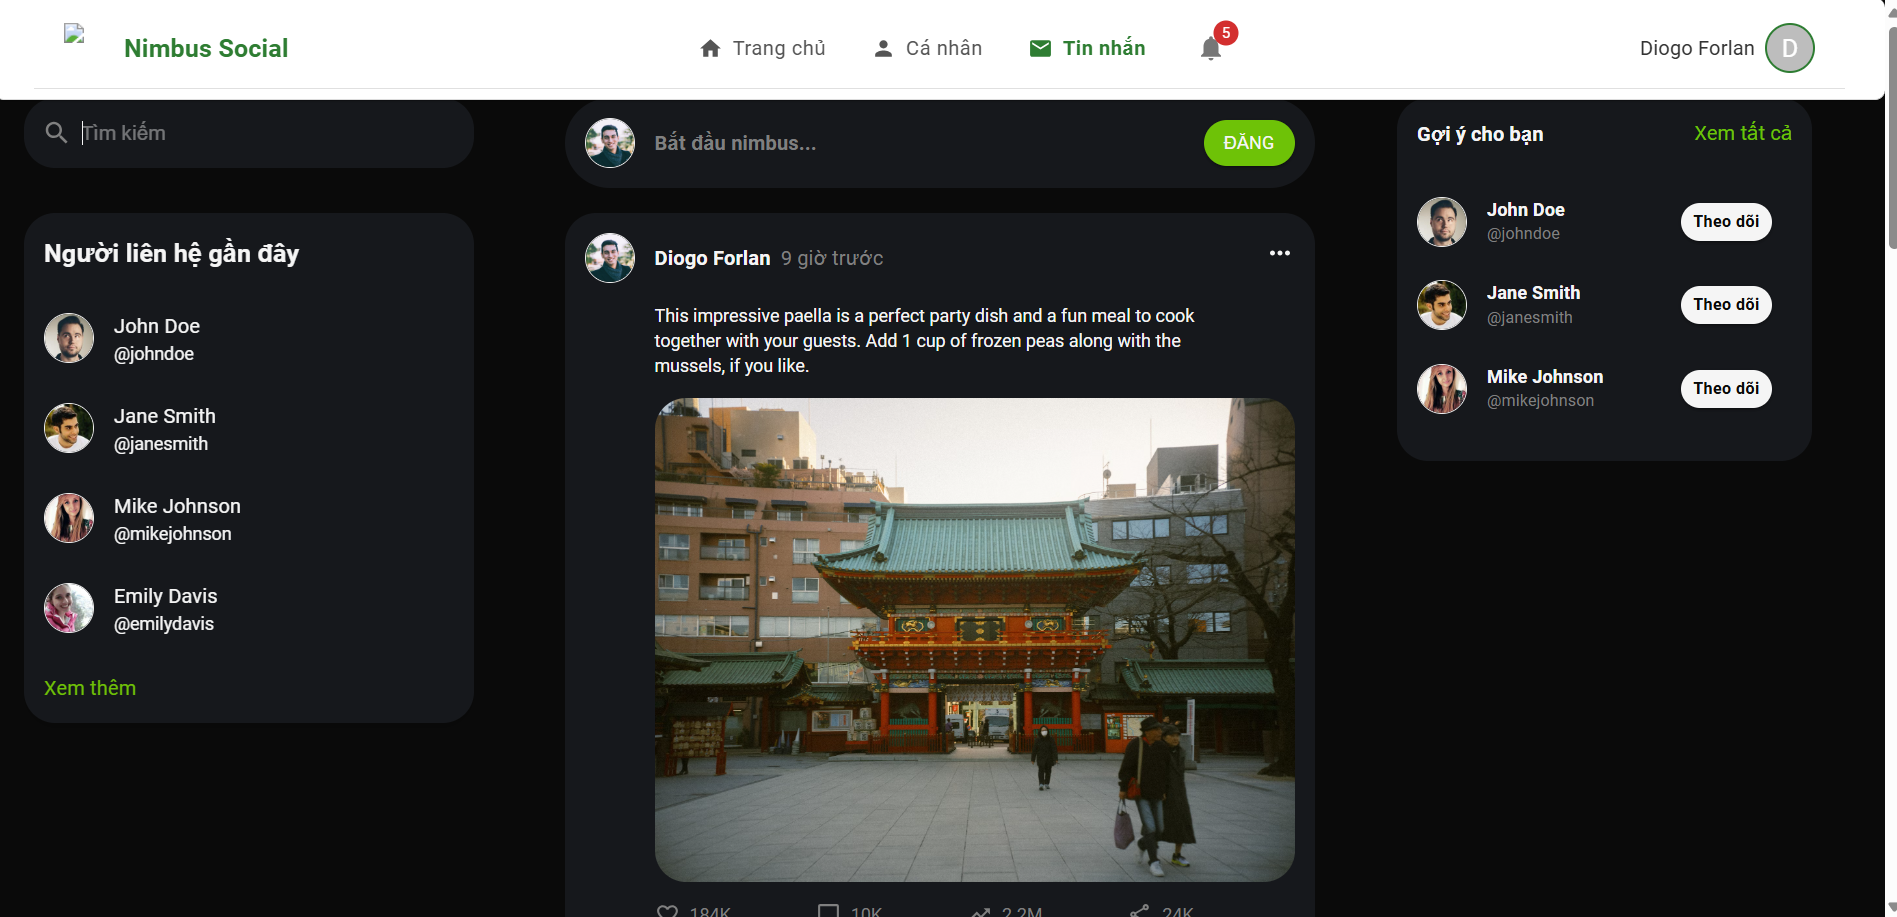 Nimbus Social
Trang chủ
Cá nhân
Tin nhắn
5
Diogo Forlan
D
Tìm kiếm
Người liên hệ gần đây
John Doe
@johndoe
Jane Smith
@janesmith
Mike Johnson
@mikejohnson
Emily Davis
@emilydavis
Xem thêm
Bắt đầu nimbus...
ĐĂNG
Diogo Forlan 9 giờ trước
This impressive paella is a perfect party dish and a fun meal to cook
together with your guests. Add 1 cup of frozen peas along with the
mussels, if you like.
184K
10K
2.2M
24K
Gợi ý cho bạn
Xem tất cả
John Doe
@johndoe
Theo dõi
Jane Smith
@janesmith
Theo dõi
Mike Johnson
@mikejohnson
Theo dõi